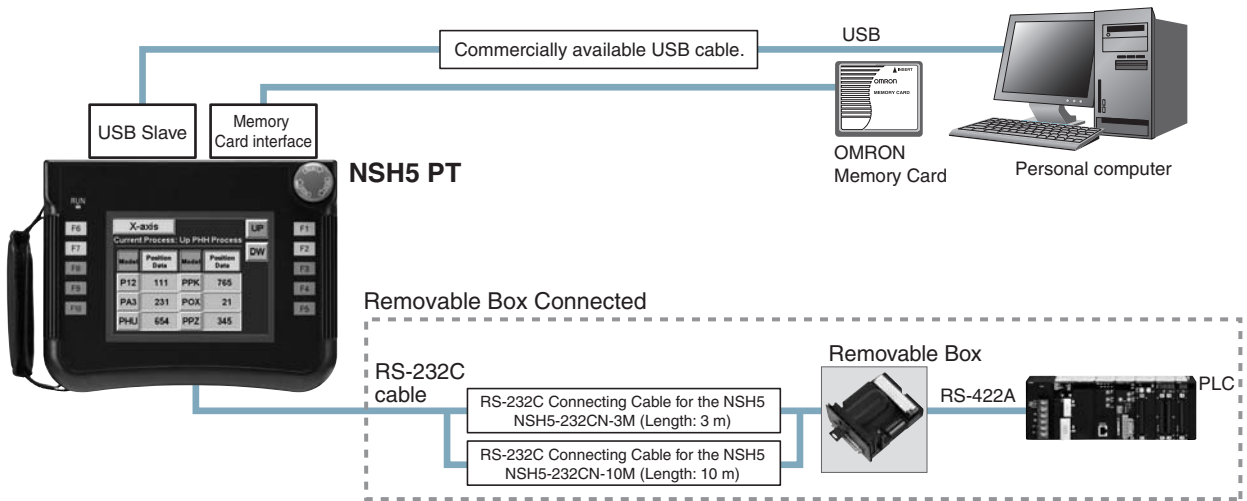 Commercially available USB cable.
USB
INSERT
OMRON
MEMORY CARD
USB Slave
Memory
Card interface
OMRON
Memory Card
Personal computer
NSH5 PT
RUN
F6
F7
F8
F9
F10
X-axis
UP
Current Process: Up PHH Process
DW
Model
Position
Data
Model
Position
Data
P12 111 PPK 765
PA3 231 POX 21
PHU 654 PPZ 345
F1
F2
F3
F4
F5
Removable Box Connected
RS-232C
cable
RS-232C Connecting Cable for the NSH5
NSH5-232CN-3M (Length: 3 m)
RS-232C Connecting Cable for the NSH5
NSH5-232CN-10M (Length: 10 m)
Removable Box
RS-422A
PLC